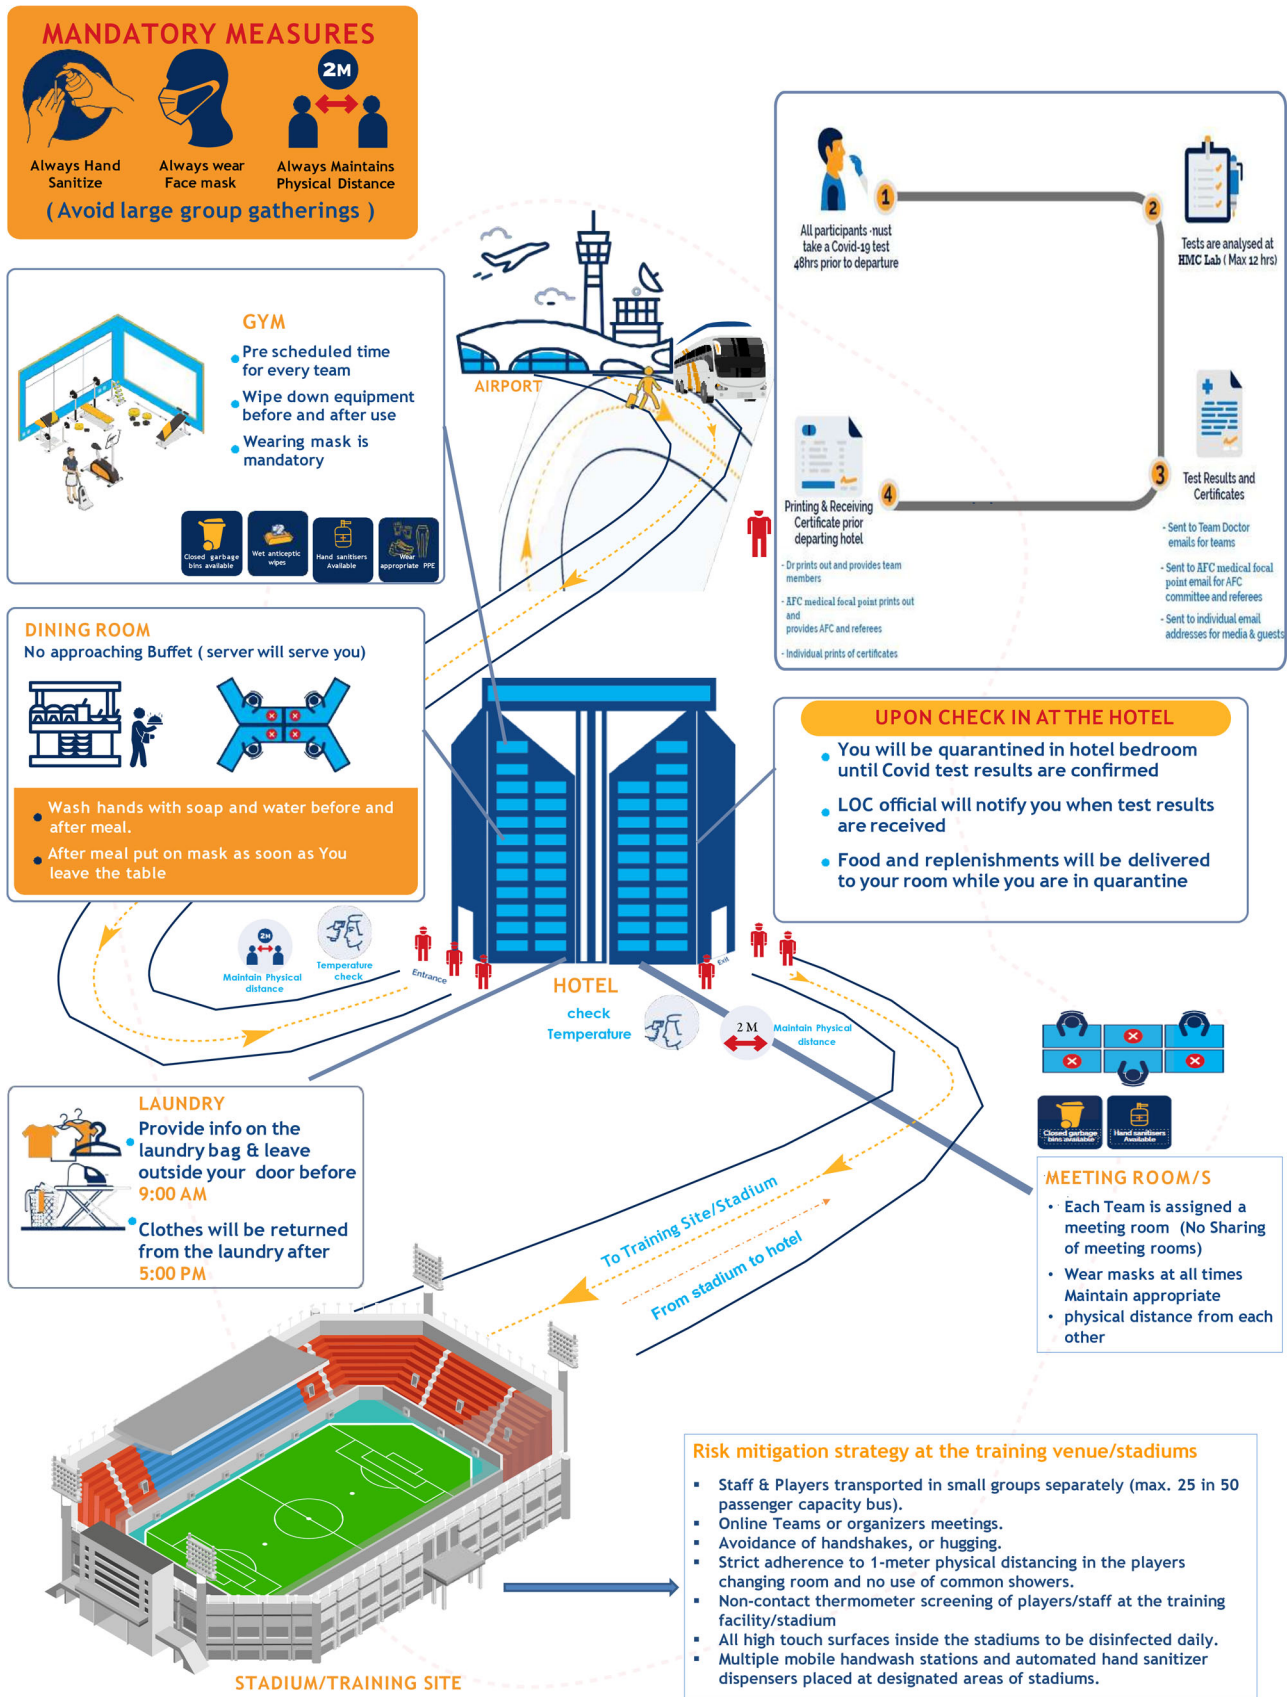 MANDATORY MEASURES
2M
Always Hand
Sanitize
Always wear
Face mask
Always Maintains
Physical Distance
( Avoid large group gatherings )
1
All participants -nust
take a Covid-19 test
48hrs prior to departure
2
Tests are analysed at
HMC Lab ( Max 12 hrs)
3
Test Results and
Certificates
- Sent to Team Doctor
emails for teams
- Sent to AFC medical focal
point email for AFC
committee and referees
- Sent to individual email
addresses for media & guests
4
Printing & Receiving
Certificate prior
departing hotel
- Dr prints out and provides team
members
- AFC medical focal point prints out
and
provides AFC and referees
- Individual prints of certificates
AIRPORT
GYM
Pre scheduled time
for every team
Wipe down equipment
before and after use
Wearing mask is
mandatory
Closed garbage
bins available
Wet anticeptic
wipes
Hand sanitisers
Available
Wear
appropriate PPE
DINING ROOM
No approaching Buffet ( server will serve you)
Wash hands with soap and water before and
after meal.
After meal put on mask as soon as You
leave the table
UPON CHECK IN AT THE HOTEL
You will be quarantined in hotel bedroom
until Covid test results are confirmed
LOC official will notify you when test results
are received
Food and replenishments will be delivered
to your room while you are in quarantine
2M
Maintain Physical
distance
Temperature
check
Entrance
Exit
HOTEL
check
Temperature
2 M
Maintain Physical
distance
LAUNDRY
Provide info on the
laundry bag & leave
outside your door before
9:00 AM
Clothes will be returned
from the laundry after
5:00 PM
To Training Site/Stadium
From stadium to hotel
Closed garbage
bins available
Hand sanitisers
Available
MEETING ROOM/S
• Each Team is assigned a
meeting room (No Sharing
of meeting rooms)
• Wear masks at all times
Maintain appropriate
• physical distance from each
other
STADIUM/TRAINING SITE
Risk mitigation strategy at the training venue/stadiums
▪ Staff & Players transported in small groups separately (max. 25 in 50
passenger capacity bus).
▪ Online Teams or organizers meetings.
▪ Avoidance of handshakes, or hugging.
▪ Strict adherence to 1-meter physical distancing in the players
changing room and no use of common showers.
▪ Non-contact thermometer screening of players/staff at the training
facility/stadium
▪ All high touch surfaces inside the stadiums to be disinfected daily.
▪ Multiple mobile handwash stations and automated hand sanitizer
dispensers placed at designated areas of stadiums.